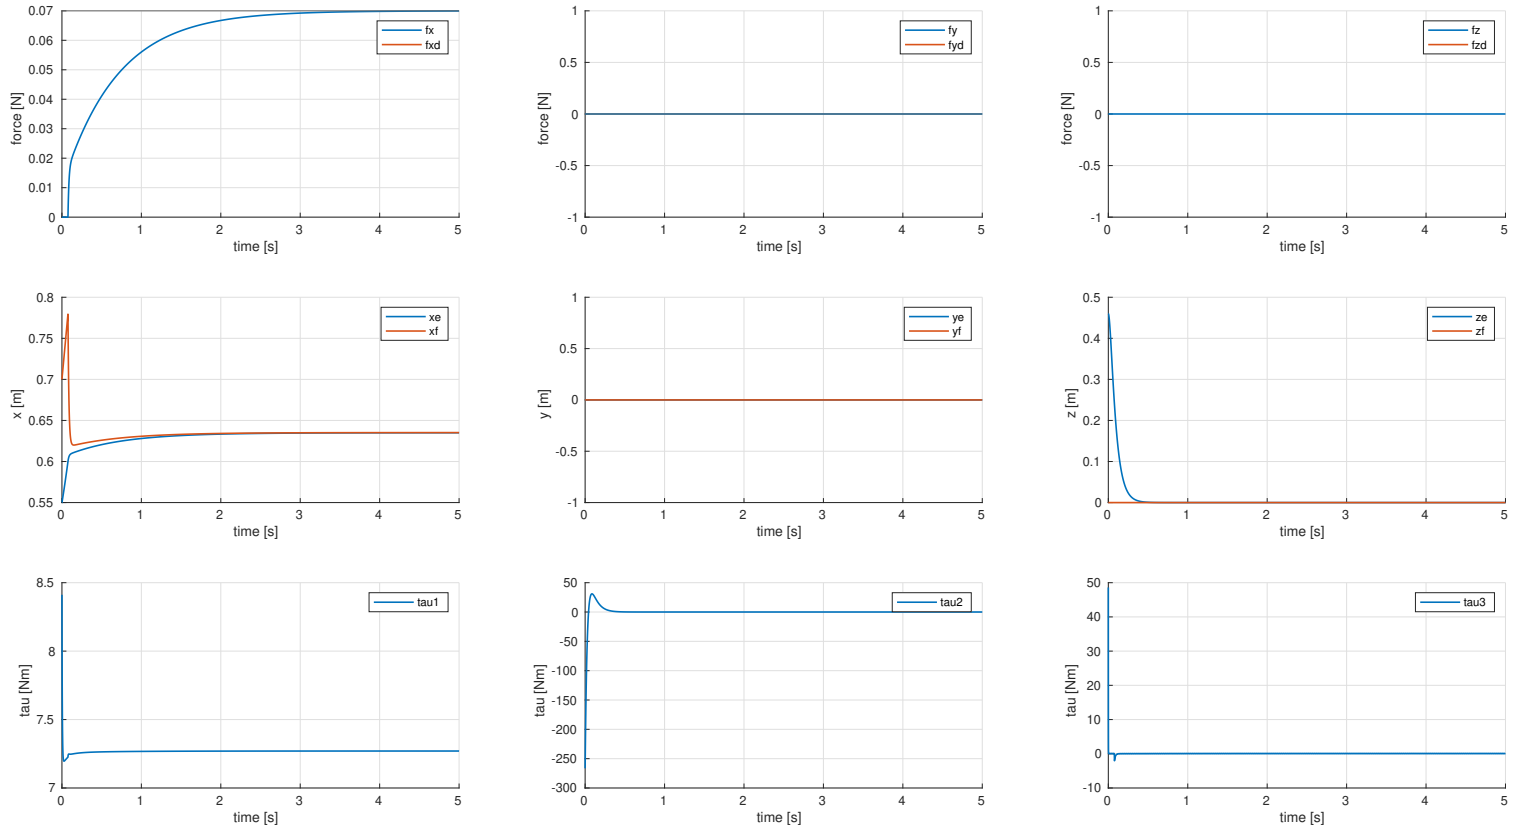 0.07
0.06
0.05
0.04
0.03
0.02
0.01
0
force [N]
fx
fxd
0 1 2 3 4 5
time [s]
1
0.5
0
-0.5
-1
force [N]
fy
fyd
0 1 2 3 4 5
time [s]
1
0.5
0
-0.5
-1
force [N]
fz
fzd
0 1 2 3 4 5
time [s]
0.8
0.75
0.7
0.65
0.6
0.55
x [m]
xe
xf
0 1 2 3 4 5
time [s]
1
0.5
0
-0.5
-1
y [m]
ye
yf
0 1 2 3 4 5
time [s]
0.5
0.4
0.3
0.2
0.1
0
z [m]
ze
zf
0 1 2 3 4 5
time [s]
8.5
8
7.5
7
tau [Nm]
tau1
0 1 2 3 4 5
time [s]
50
0
-50
-100
-150
-200
-250
-300
tau [Nm]
tau2
0 1 2 3 4 5
time [s]
50
40
30
20
10
0
-10
tau [Nm]
tau3
0 1 2 3 4 5
time [s]